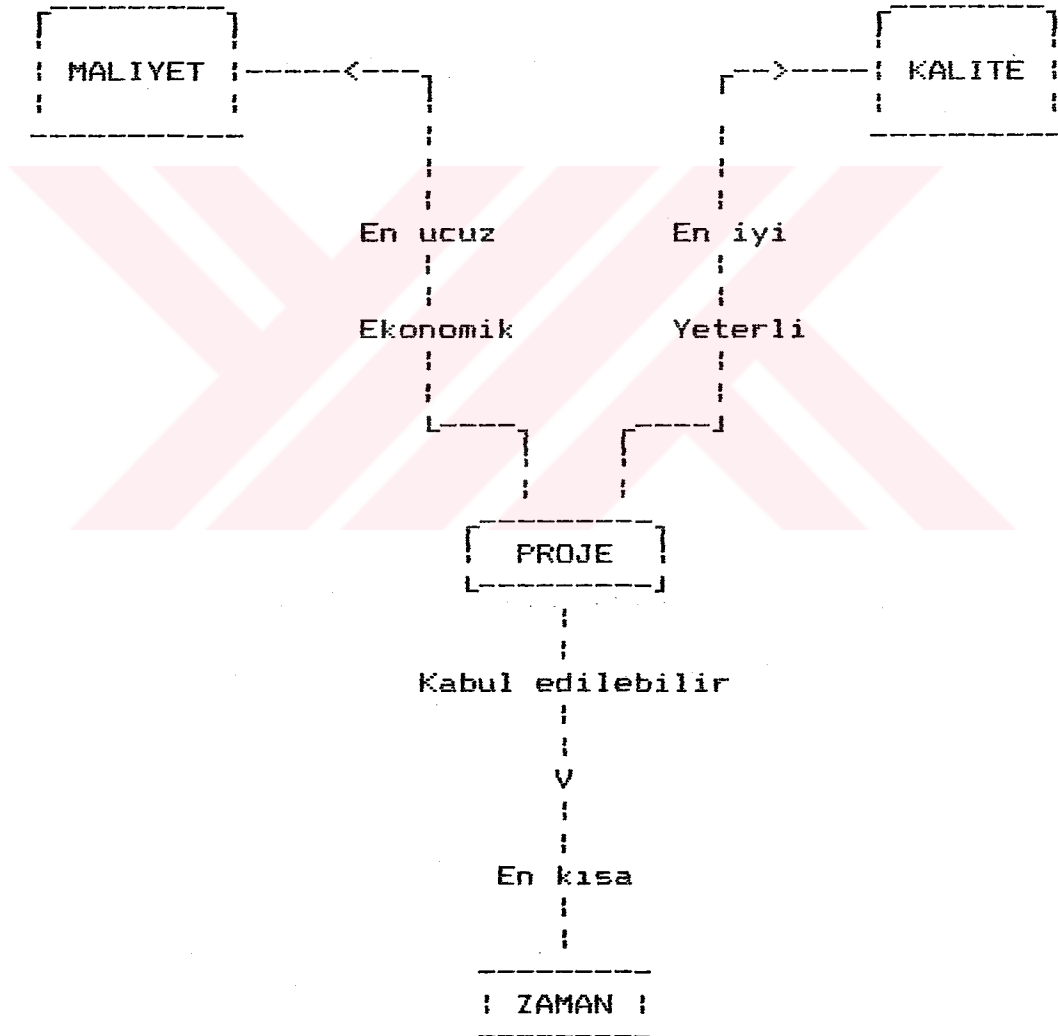 MALIYET KALITE
En ucuz En iyi
Ekonomik Yeterli
PROJE
Kabul edilebilir
En kısa
ZAMAN